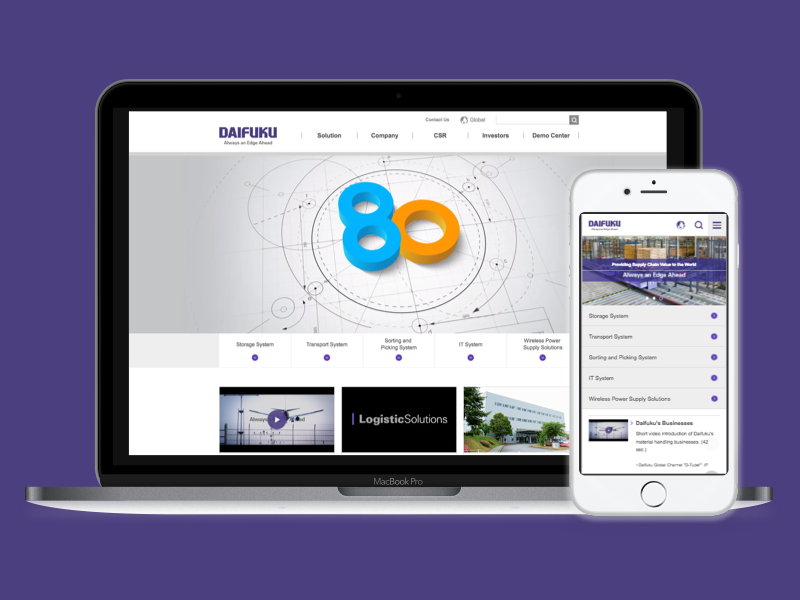 Contact Us
Global
DAIFUKU
Always an Edge Ahead
Solution
Company
CSR
Investors
Demo Center
80
Storage System
Transport System
Sorting and
Picking System
IT System
Wireless Power
Supply Solutions
Always an Edge Ahead
LogisticSolutions
MacBook Pro
DAIFUKU
Always an Edge Ahead
Providing Supply Chain Value to the World
Always an Edge Ahead
Storage System
Transport System
Sorting and Picking System
IT System
Wireless Power Supply Solutions
Daifuku's Businesses
Short video introduction of Daifuku's
material handling businesses. (42
sec.)
Daifuku Global Channel "D-Tube"